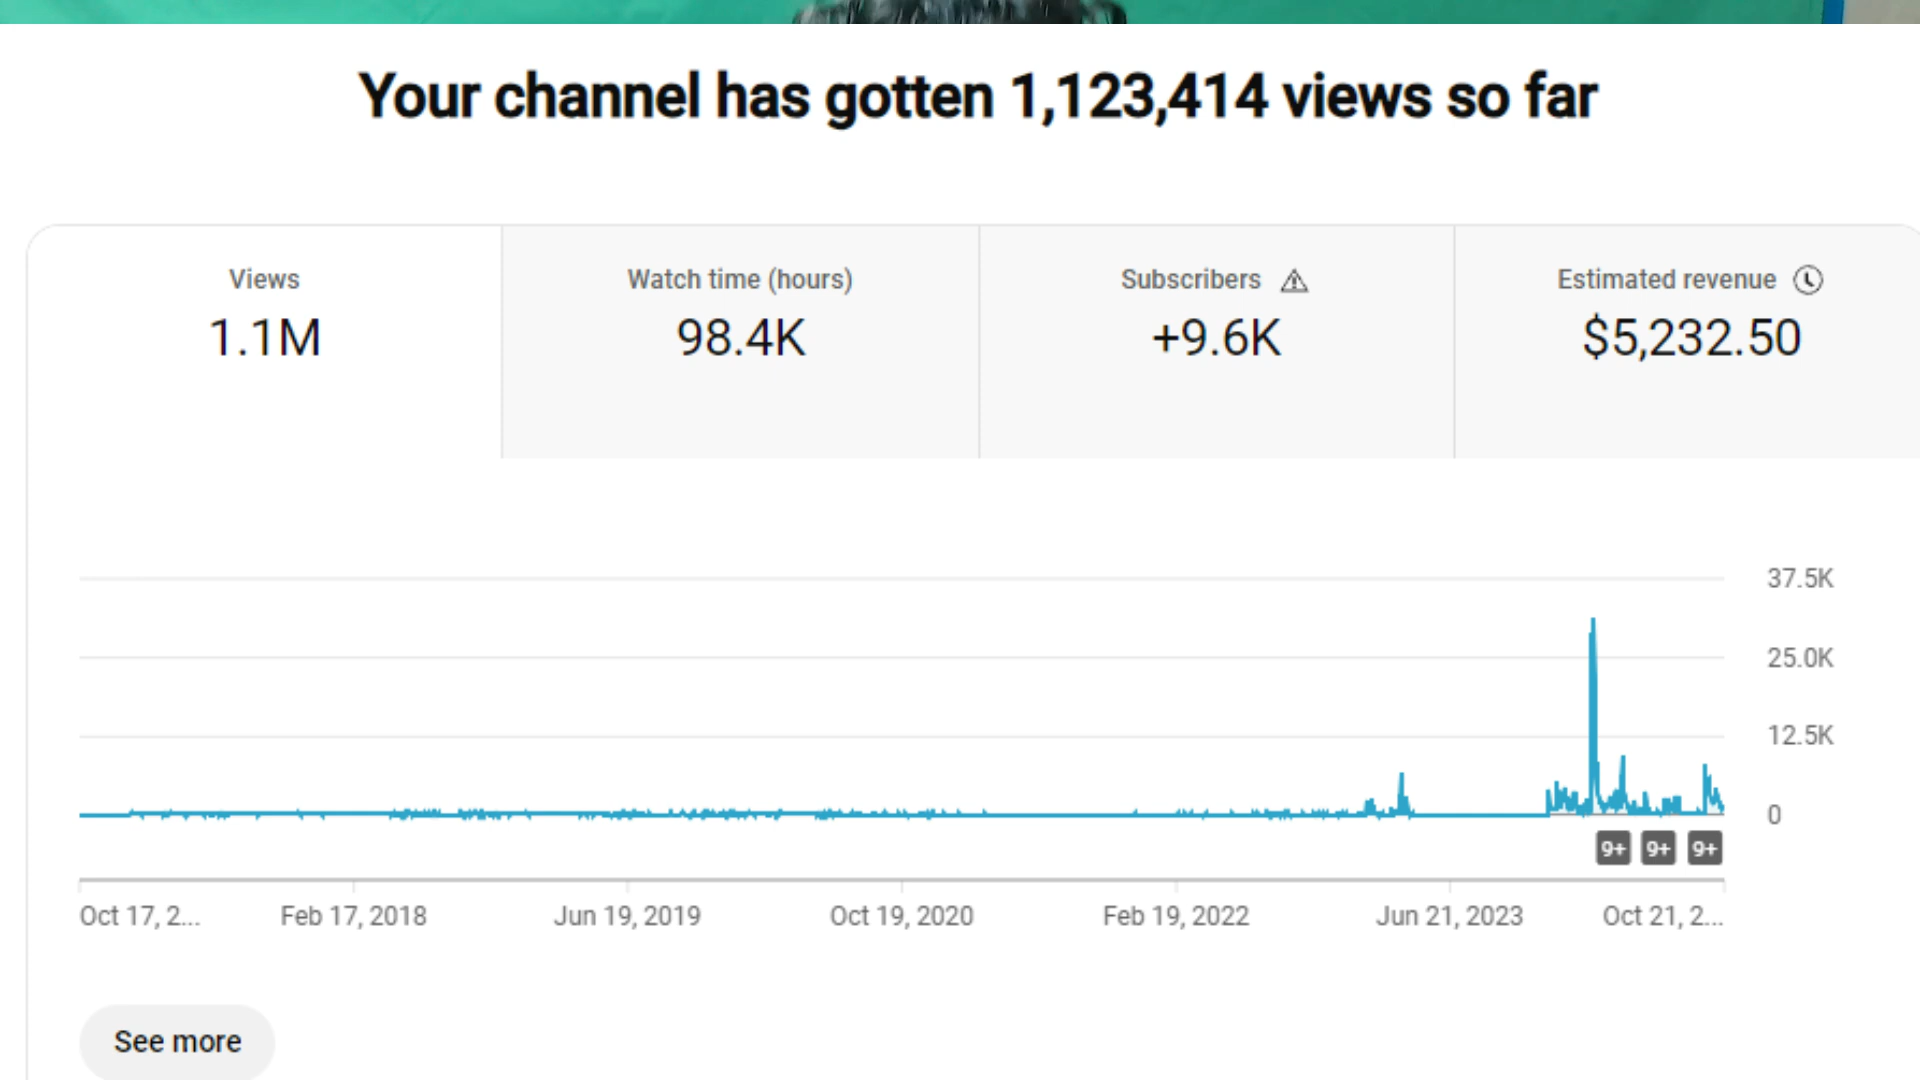 Your channel has gotten 1,123,414 views so far
Views
1.1M
Watch time (hours)
98.4K
Subscribers
+9.6K
Estimated revenue
$5,232.50
37.5K
25.0K
12.5K
0
9+ 9+ 9+
Oct 17, 2... Feb 17, 2018 Jun 19, 2019 Oct 19, 2020 Feb 19, 2022 Jun 21, 2023 Oct 21, 2...
See more